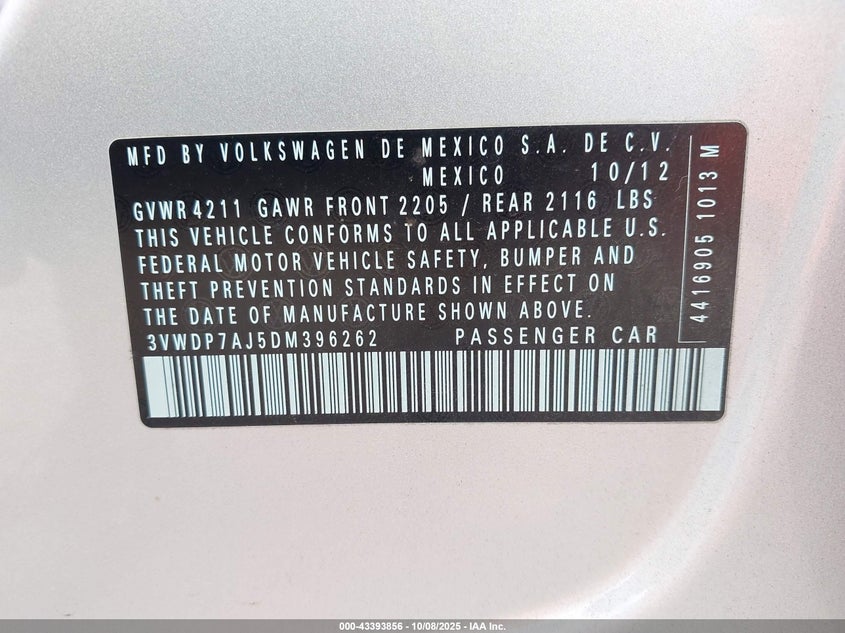 MFD BY VOLKSWAGEN DE MEXICO S.A. DE C.V.
MEXICO 10/12
GVWR 4211 GAWR FRONT 2205 / REAR 2116 LBS
THIS VEHICLE CONFORMS TO ALL APPLICABLE U.S.
FEDERAL MOTOR VEHICLE SAFETY, BUMPER AND
THEFT PREVENTION STANDARDS IN EFFECT ON
THE DATE OF MANUFACTURE SHOWN ABOVE.
3VWDP7AJ5DM396262 PASSENGER CAR
4416905 1013 M
000-43393856 - 10/08/2025 - IAA Inc.